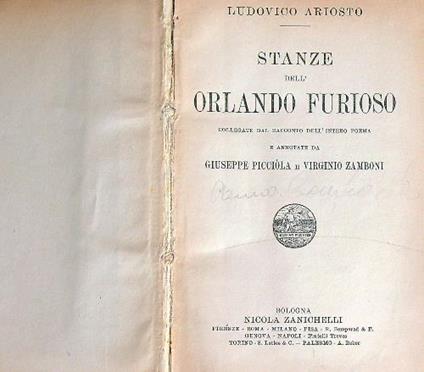 LUDOVICO ARIOSTO
STANZE
DELL'
ORLANDO FURIOSO
COLLEGATE DAL RACCONTO DELL'INTERO POEMA
E ANNOTATE DA
GIUSEPPE PICCIÒLA E VIRGINIO ZAMBONI
BOLOGNA
NICOLA ZANICHELLI
FIRENZE - ROMA - MILANO - PISA - R. Bemporad & F.
GENOVA - NAPOLI - Fratelli Treves
TORINO - S. Lattes & C. - PALERMO - A. Reber